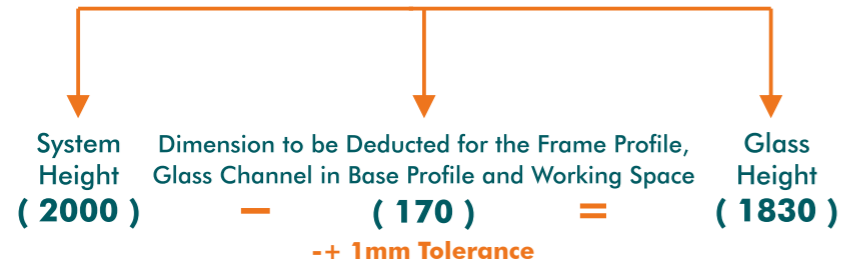 System Height
Dimension to be Deducted for the Frame Profile,
Glass Channel in Base Profile and Working Space
Glass Height
( 2000 ) – ( 170 ) = ( 1830 )
-+ 1mm Tolerance